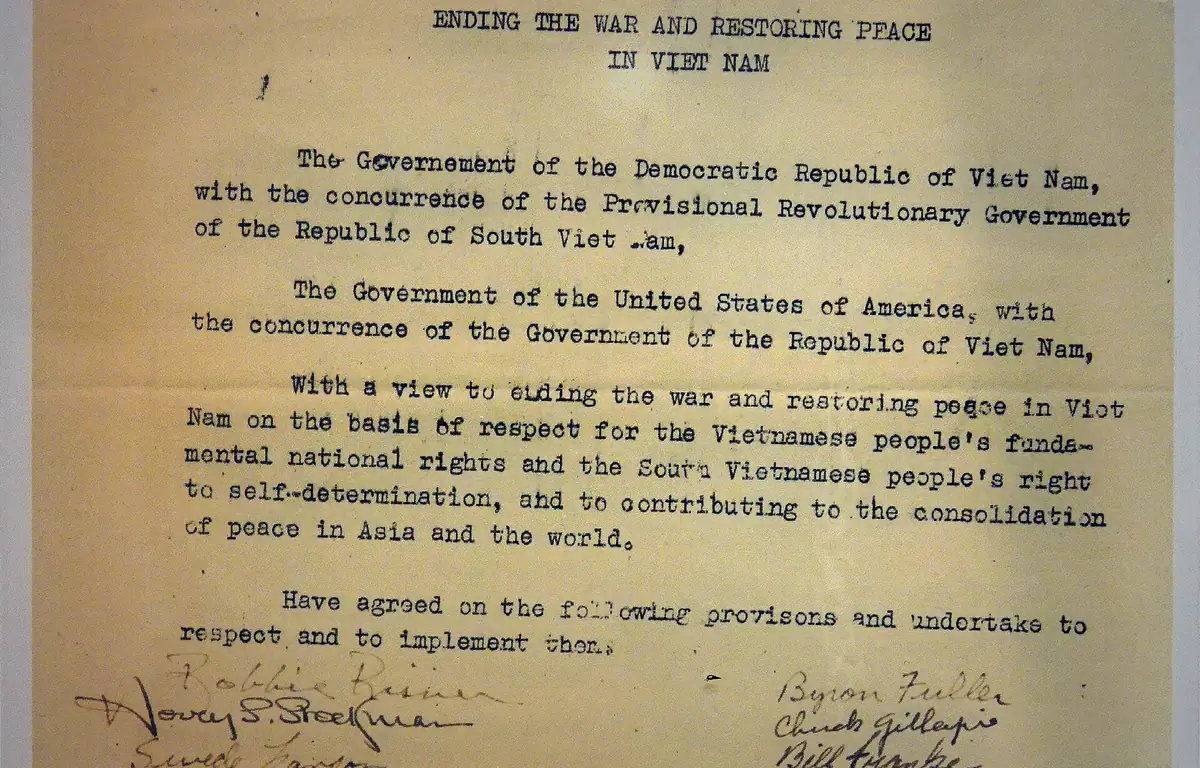 ENDING THE WAR AND RESTORING PEACE
IN VIET NAM
The Governement of the Democratic Republic of Viet Nam,
with the concurrence of the Provisional Revolutionary Government
of the Republic of South Viet Nam,
The Government of the United States of America, with
the concurrence of the Government of the Republic of Viet Nam,
With a view to ending the war and restoring peace in Viet
Nam on the basis of respect for the Vietnamese people's funda-
mental national rights and the South Vietnamese people's right
to self-determination, and to contributing to the consolidation
of peace in Asia and the world.
Have agreed on the following provisons and undertake to
respect and to implement them.
Robbie Risner
Byron Fuller
Chuck Gillespie
Swede Larson
Bill Franke